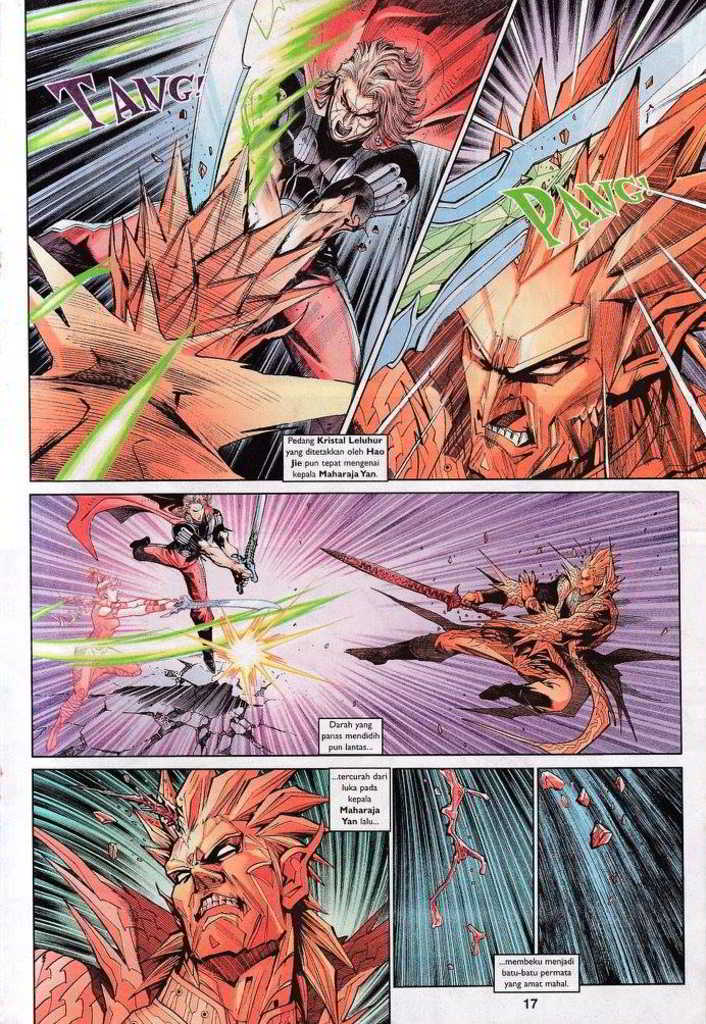 TANG!
PANG!
Pedang Kristal Leluhur
yang ditetakkan oleh Hao
Jie pun tepat mengenai
kepala Maharaja Yan.
Darah yang
panas mendidih
pun lantas...
...tercurah dari
luka pada
kepala
Maharaja
Yan lalu...
...membeku menjadi
batu-batu permata
yang amat mahal.
17